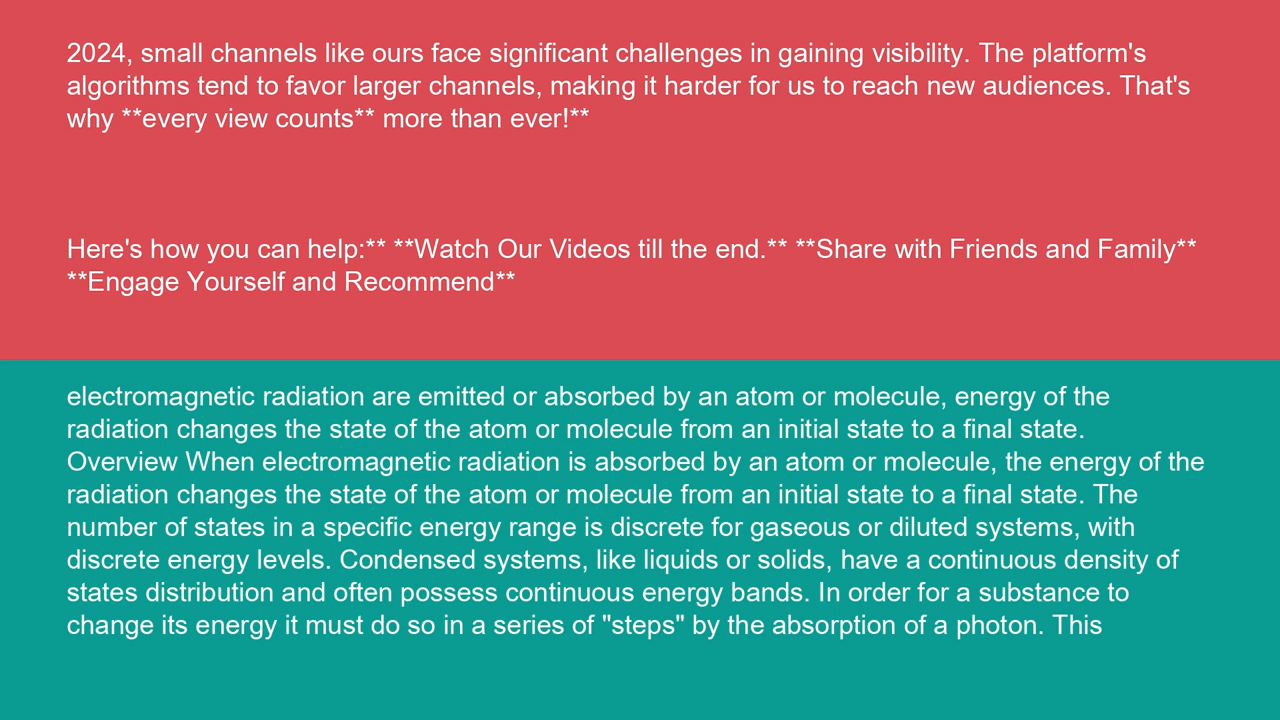 2024, small channels like ours face significant challenges in gaining visibility. The platform's
algorithms tend to favor larger channels, making it harder for us to reach new audiences. That's
why **every view counts** more than ever!**
Here's how you can help:** **Watch Our Videos till the end.** **Share with Friends and Family**
**Engage Yourself and Recommend**
electromagnetic radiation are emitted or absorbed by an atom or molecule, energy of the
radiation changes the state of the atom or molecule from an initial state to a final state.
Overview When electromagnetic radiation is absorbed by an atom or molecule, the energy of the
radiation changes the state of the atom or molecule from an initial state to a final state. The
number of states in a specific energy range is discrete for gaseous or diluted systems, with
discrete energy levels. Condensed systems, like liquids or solids, have a continuous density of
states distribution and often possess continuous energy bands. In order for a substance to
change its energy it must do so in a series of "steps" by the absorption of a photon. This